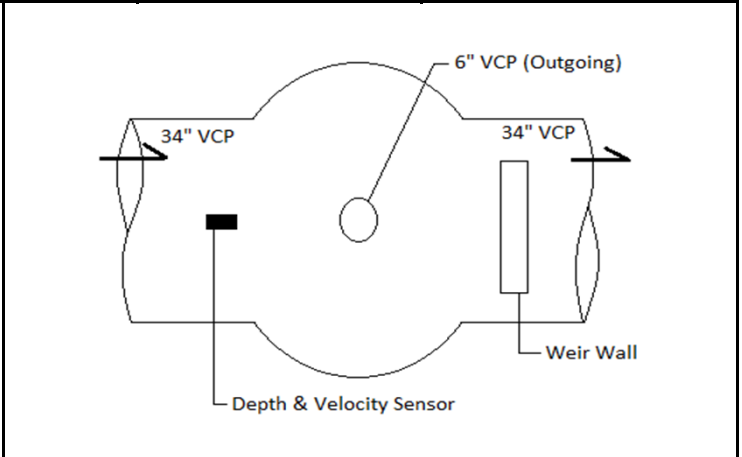 6" VCP (Outgoing)
34" VCP
34" VCP
Weir Wall
Depth & Velocity Sensor